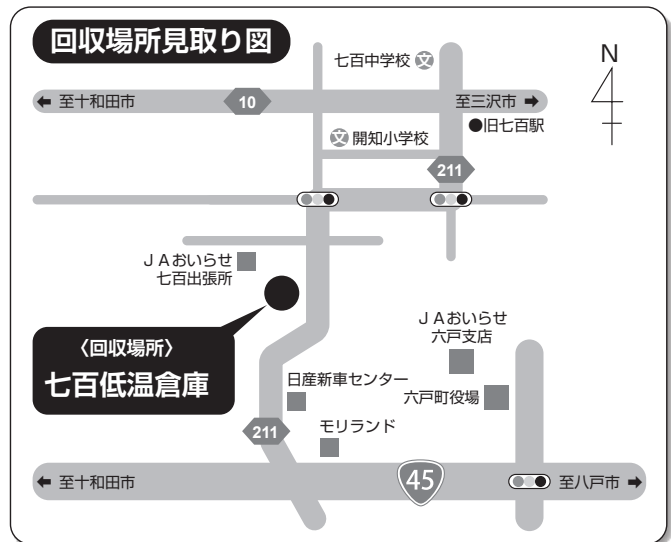 回収場所見取り図
N
七百中学校 文
← 至十和田市
10
至三沢市 →
●旧七百駅
文 開知小学校
211
ＪＡおいらせ
七百出張所
〈回収場所〉
七百低温倉庫
ＪＡおいらせ
六戸支店
日産新車センター
六戸町役場
モリランド
211
← 至十和田市
45
至八戸市 →